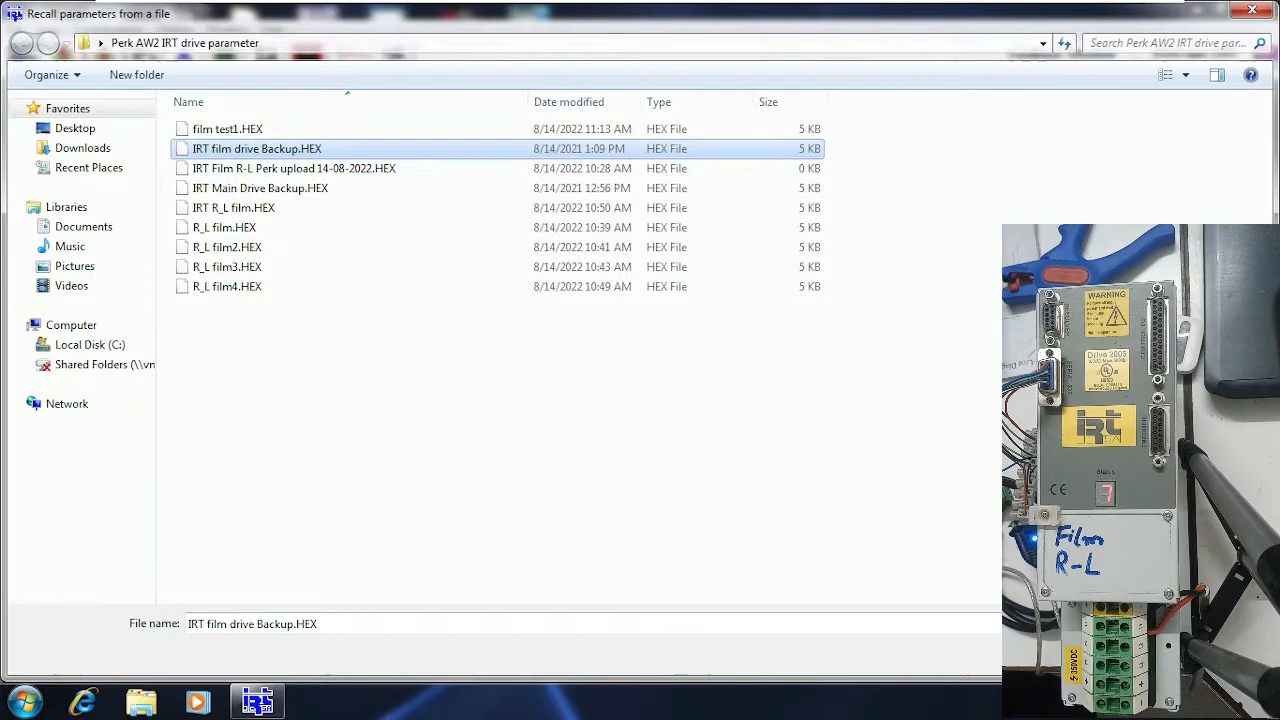 Recall parameters from a file
Perk AW2 IRT drive parameter
Search Perk AW2 IRT drive par...
Organize
New folder
Name Date modified Type Size
Favorites
Desktop
Downloads
Recent Places
Libraries
Documents
Music
Pictures
Videos
Computer
Local Disk (C:)
Shared Folders (\\vn
Network
film test1.HEX 8/14/2022 11:13 AM HEX File 5 KB
IRT film drive Backup.HEX 8/14/2021 1:09 PM HEX File 5 KB
IRT Film R-L Perk upload 14-08-2022.HEX 8/14/2022 10:28 AM HEX File 0 KB
IRT Main Drive Backup.HEX 8/14/2021 12:56 PM HEX File 5 KB
IRT R_L film.HEX 8/14/2022 10:50 AM HEX File 5 KB
R_L film.HEX 8/14/2022 10:39 AM HEX File 5 KB
R_L film2.HEX 8/14/2022 10:41 AM HEX File 5 KB
R_L film3.HEX 8/14/2022 10:43 AM HEX File 5 KB
R_L film4.HEX 8/14/2022 10:49 AM HEX File 5 KB
File name: IRT film drive Backup.HEX
WARNING
RESOLVER
Drive 2005
UL
LISTED
irt
SA
ENCODER
Status
CE
7
Film
R-L
350VDC
IRT